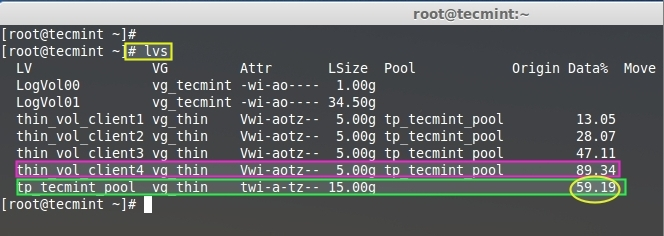 root@tecmint:~
[root@tecmint ~]#
[root@tecmint ~]# lvs
LV VG Attr LSize Pool Origin Data% Move
LogVol00 vg_tecmint -wi-ao---- 1.00g
LogVol01 vg_tecmint -wi-ao---- 34.50g
thin_vol_client1 vg_thin Vwi-aotz-- 5.00g tp_tecmint_pool 13.05
thin_vol_client2 vg_thin Vwi-aotz-- 5.00g tp_tecmint_pool 28.07
thin_vol_client3 vg_thin Vwi-aotz-- 5.00g tp_tecmint_pool 47.11
thin_vol_client4 vg_thin Vwi-aotz-- 5.00g tp_tecmint_pool 89.34
tp_tecmint_pool vg_thin twi-a-tz-- 15.00g 59.19
[root@tecmint ~]#